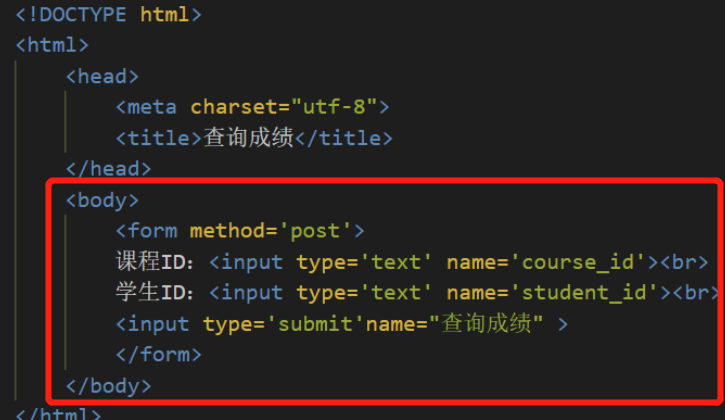 <!DOCTYPE html>
<html>
<head>
<meta charset="utf-8">
<title>查询成绩</title>
</head>
<body>
<form method='post'>
课程ID：<input type='text' name='course_id'><br>
学生ID：<input type='text' name='student_id'><br>
<input type='submit'name="查询成绩" >
</form>
</body>
</html>